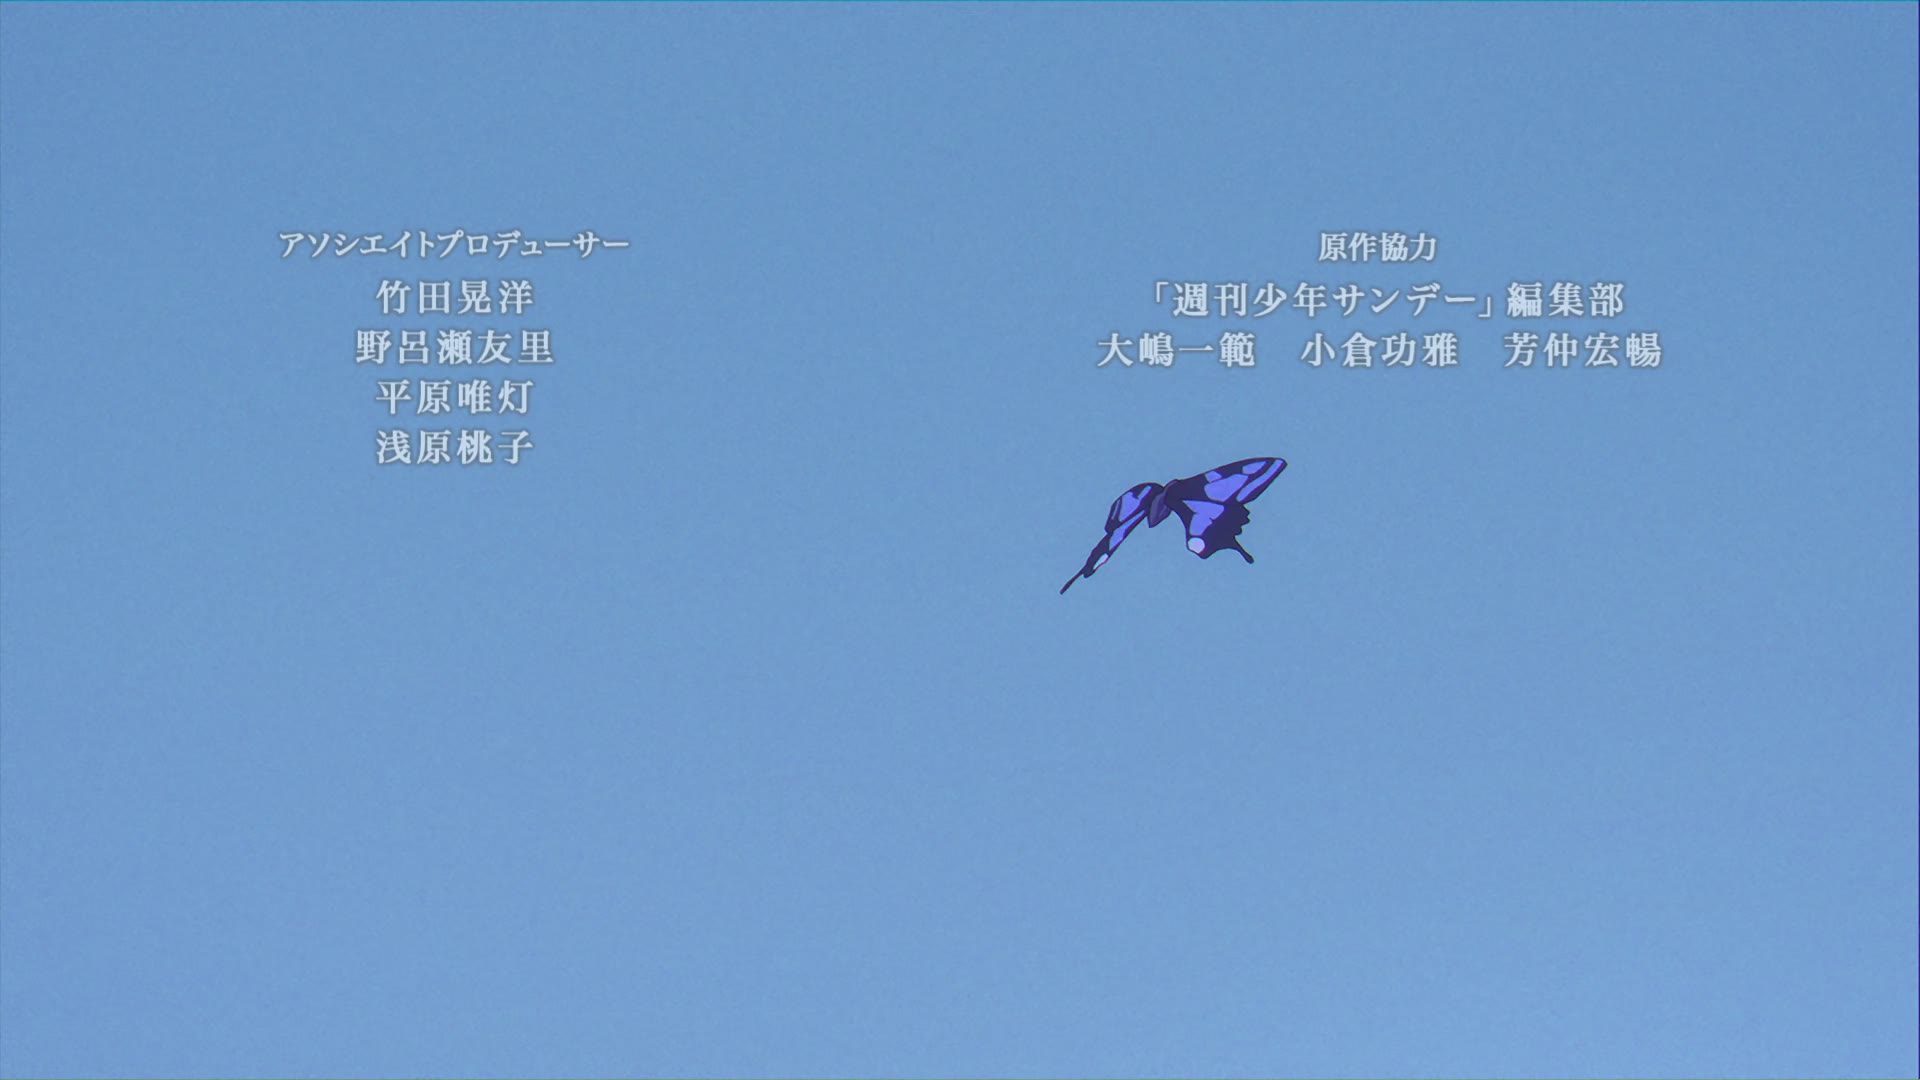 アソシエイトプロデューサー
竹田晃洋
野呂瀬友里
平原唯灯
浅原桃子
原作協力
「週刊少年サンデー」編集部
大嶋一範　小倉功雅　芳仲宏暢